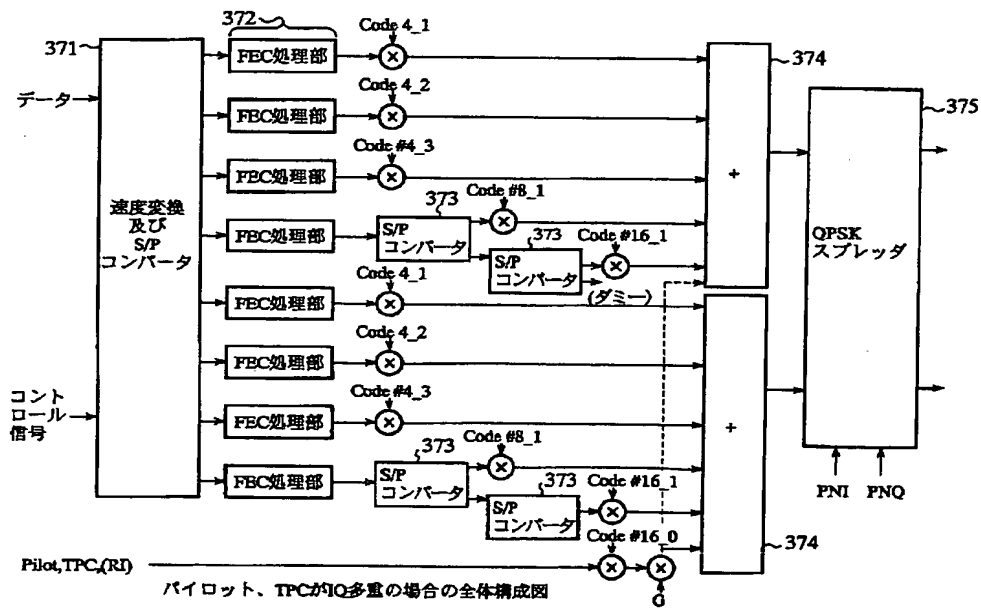 371
372
Code 4_1
FEC処理部
374
データ
Code 4_2
FEC処理部
375
Code #4_3
FEC処理部
+
速度変換
及び
S/P
コンバータ
Code #8_1
373
FEC処理部
S/P
コンバータ
373
Code #16_1
S/P
コンバータ
(ダミー)
QPSK
スプレッダ
Code 4_1
FEC処理部
Code 4_2
FEC処理部
コント
ロール
信号
Code #4_3
FEC処理部
+
Code #8_1
373
FEC処理部
S/P
コンバータ
373
Code #16_1
S/P
コンバータ
PNI
PNQ
Code #16_0
374
Pilot,TPC,(RI)
G
パイロット、TPCがIQ多重の場合の全体構成図